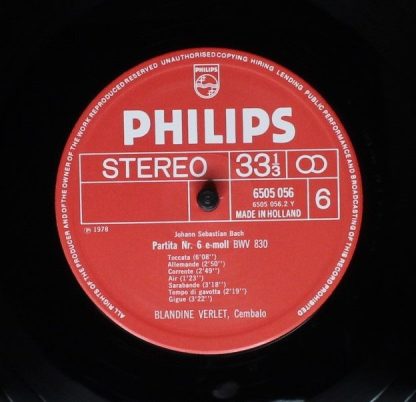 ALL RIGHTS OF THE PRODUCER AND OF THE OWNER OF THE WORK REPRODUCED RESERVED UNAUTHORISED COPYING HIRING LENDING PUBLIC PERFORMANCE AND BROADCASTING OF THIS RECORD PROHIBITED
PHILIPS
PHILIPS
STEREO 33⅓ ∞
6505 056
6505 056.2 Y
MADE IN HOLLAND
6
℗ 1978
Johann Sebastian Bach
Partita Nr. 6 e-moll BWV 830
Toccata (6'08")
Allemande (2'50")
Corrente (2'49")
Air (1'23")
Sarabande (3'15")
Tempo di gavotta (2'19")
Gigue (3'22")
BLANDINE VERLET, Cembalo